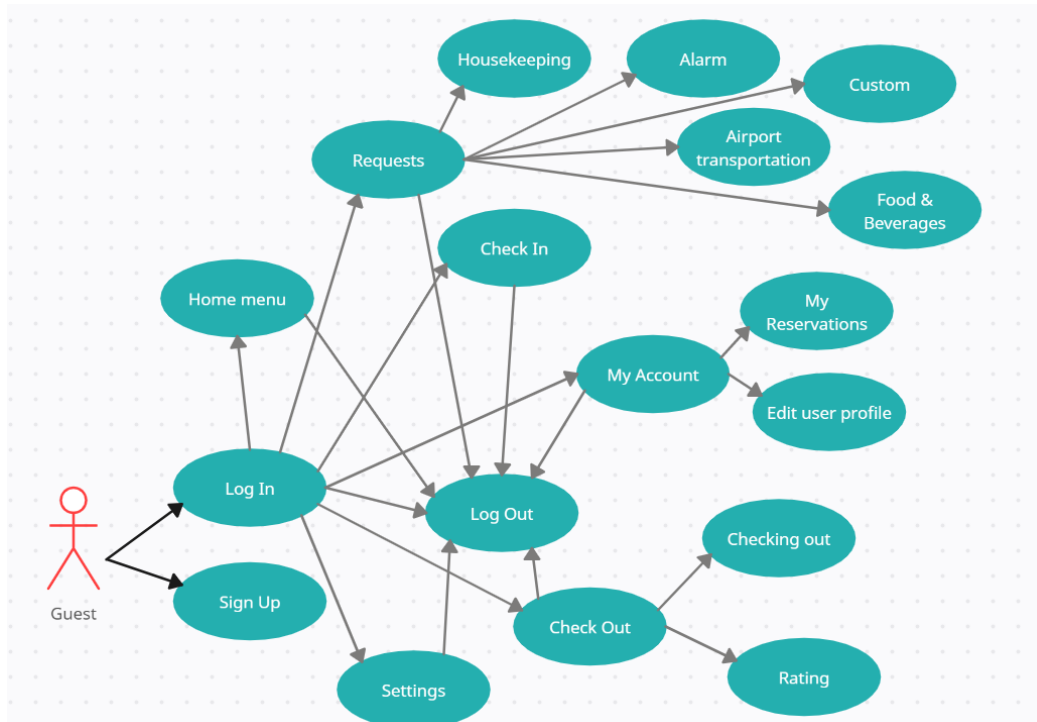 Housekeeping
Alarm
Custom
Airport
transportation
Requests
Food &
Beverages
Check In
Home menu
My
Reservations
My Account
Edit user profile
Log In
Log Out
Checking out
Sign Up
Guest
Check Out
Rating
Settings